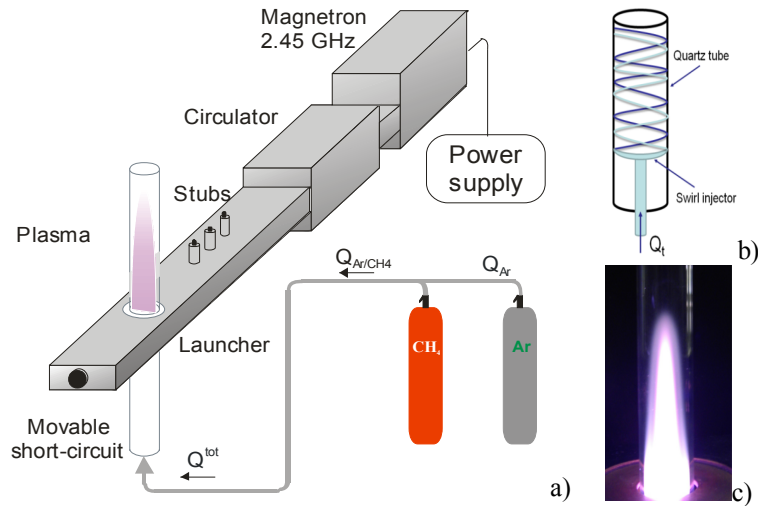 Magnetron
2.45 GHz
Circulator
Power
supply
Stubs
Plasma
Q_Ar/CH4
Q_Ar
Launcher
CH₄
Ar
Movable
short-circuit
Q^tot
a)
Quartz tube
Swirl injector
Q_t
b)
c)